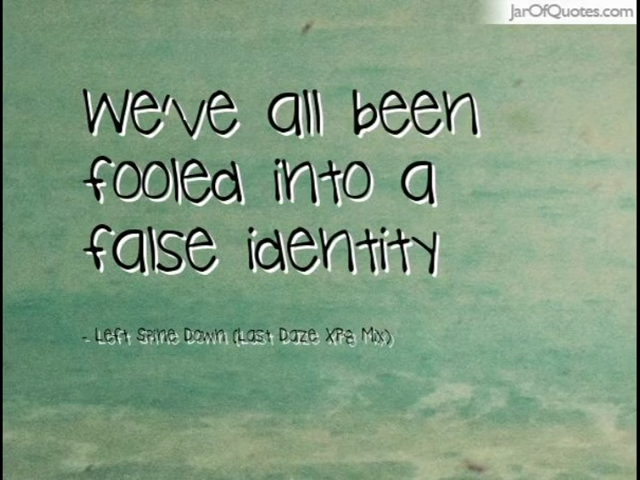 JarOfQuotes.com
We've all been
fooled into a
false identity
- Left Spine Down (Last Daze XP8 Mix)